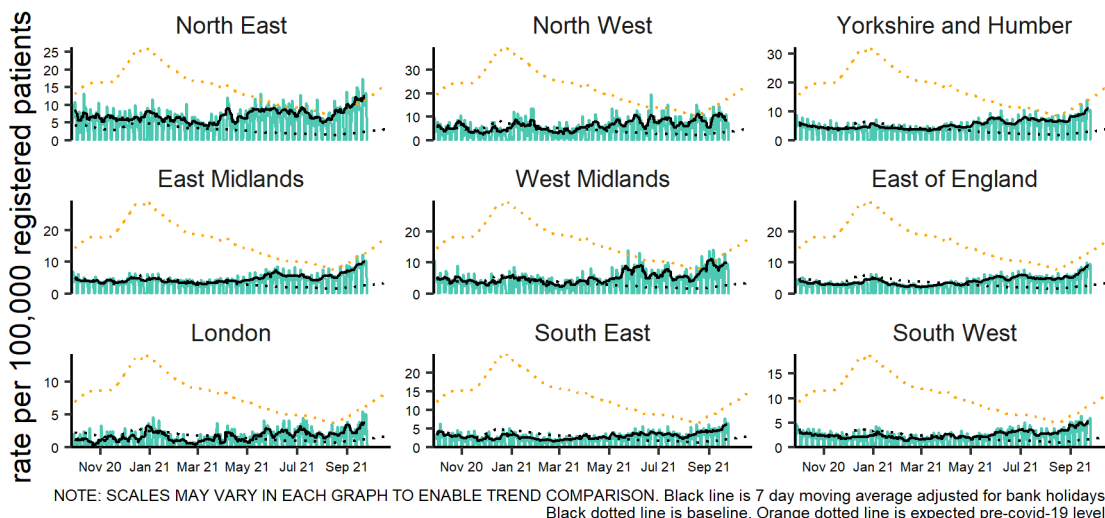 rate per 100,000 registered patients
North East
25
20
15
10
5
0
North West
30
20
10
0
Yorkshire and Humber
30
20
10
0
East Midlands
20
10
0
West Midlands
20
10
0
East of England
20
10
0
London
10
5
0
Nov 20 Jan 21 Mar 21 May 21 Jul 21 Sep 21
South East
20
15
10
5
0
Nov 20 Jan 21 Mar 21 May 21 Jul 21 Sep 21
South West
15
10
5
0
Nov 20 Jan 21 Mar 21 May 21 Jul 21 Sep 21
NOTE: SCALES MAY VARY IN EACH GRAPH TO ENABLE TREND COMPARISON. Black line is 7 day moving average adjusted for bank holidays
Black dotted line is baseline. Orange dotted line is expected pre-covid-19 level